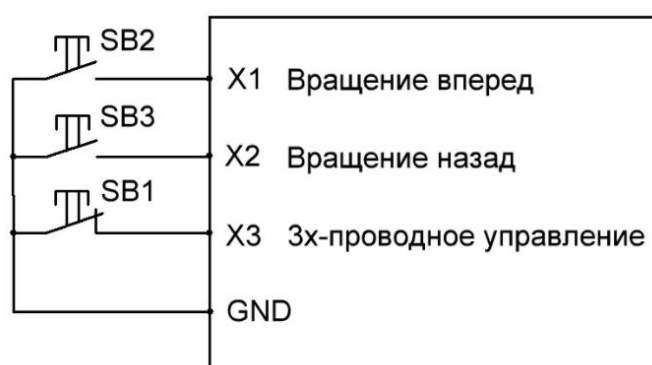 SB2
X1 Вращение вперед
SB3
X2 Вращение назад
SB1
X3 3х-проводное управление
GND